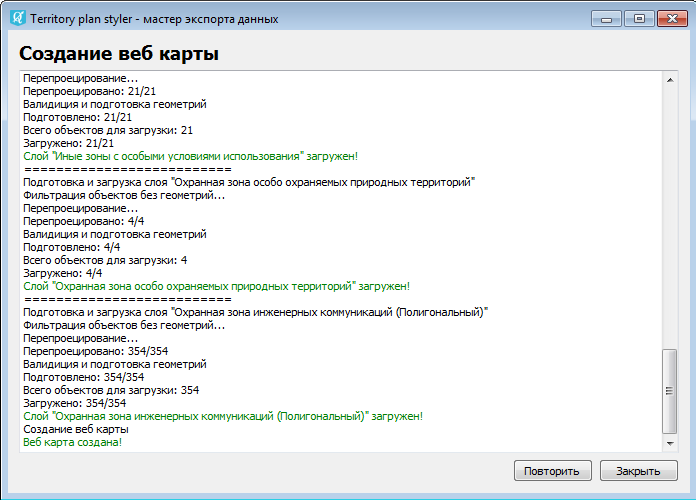 Territory plan styler - мастер экспорта данных
Создание веб карты
Перепроецирование...
Перепроецировано: 21/21
Валидиция и подготовка геометрий
Подготовлено: 21/21
Всего объектов для загрузки: 21
Загружено: 21/21
Слой "Иные зоны с особыми условиями использования" загружен!
==========================
Подготовка и загрузка слоя "Охранная зона особо охраняемых природных территорий"
Фильтрация объектов без геометрий...
Перепроецирование...
Перепроецировано: 4/4
Валидиция и подготовка геометрий
Подготовлено: 4/4
Всего объектов для загрузки: 4
Загружено: 4/4
Слой "Охранная зона особо охраняемых природных территорий" загружен!
==========================
Подготовка и загрузка слоя "Охранная зона инженерных коммуникаций (Полигональный)"
Фильтрация объектов без геометрий...
Перепроецирование...
Перепроецировано: 354/354
Валидиция и подготовка геометрий
Подготовлено: 354/354
Всего объектов для загрузки: 354
Загружено: 354/354
Слой "Охранная зона инженерных коммуникаций (Полигональный)" загружен!
Создание веб карты
Веб карта создана!
Повторить
Закрыть